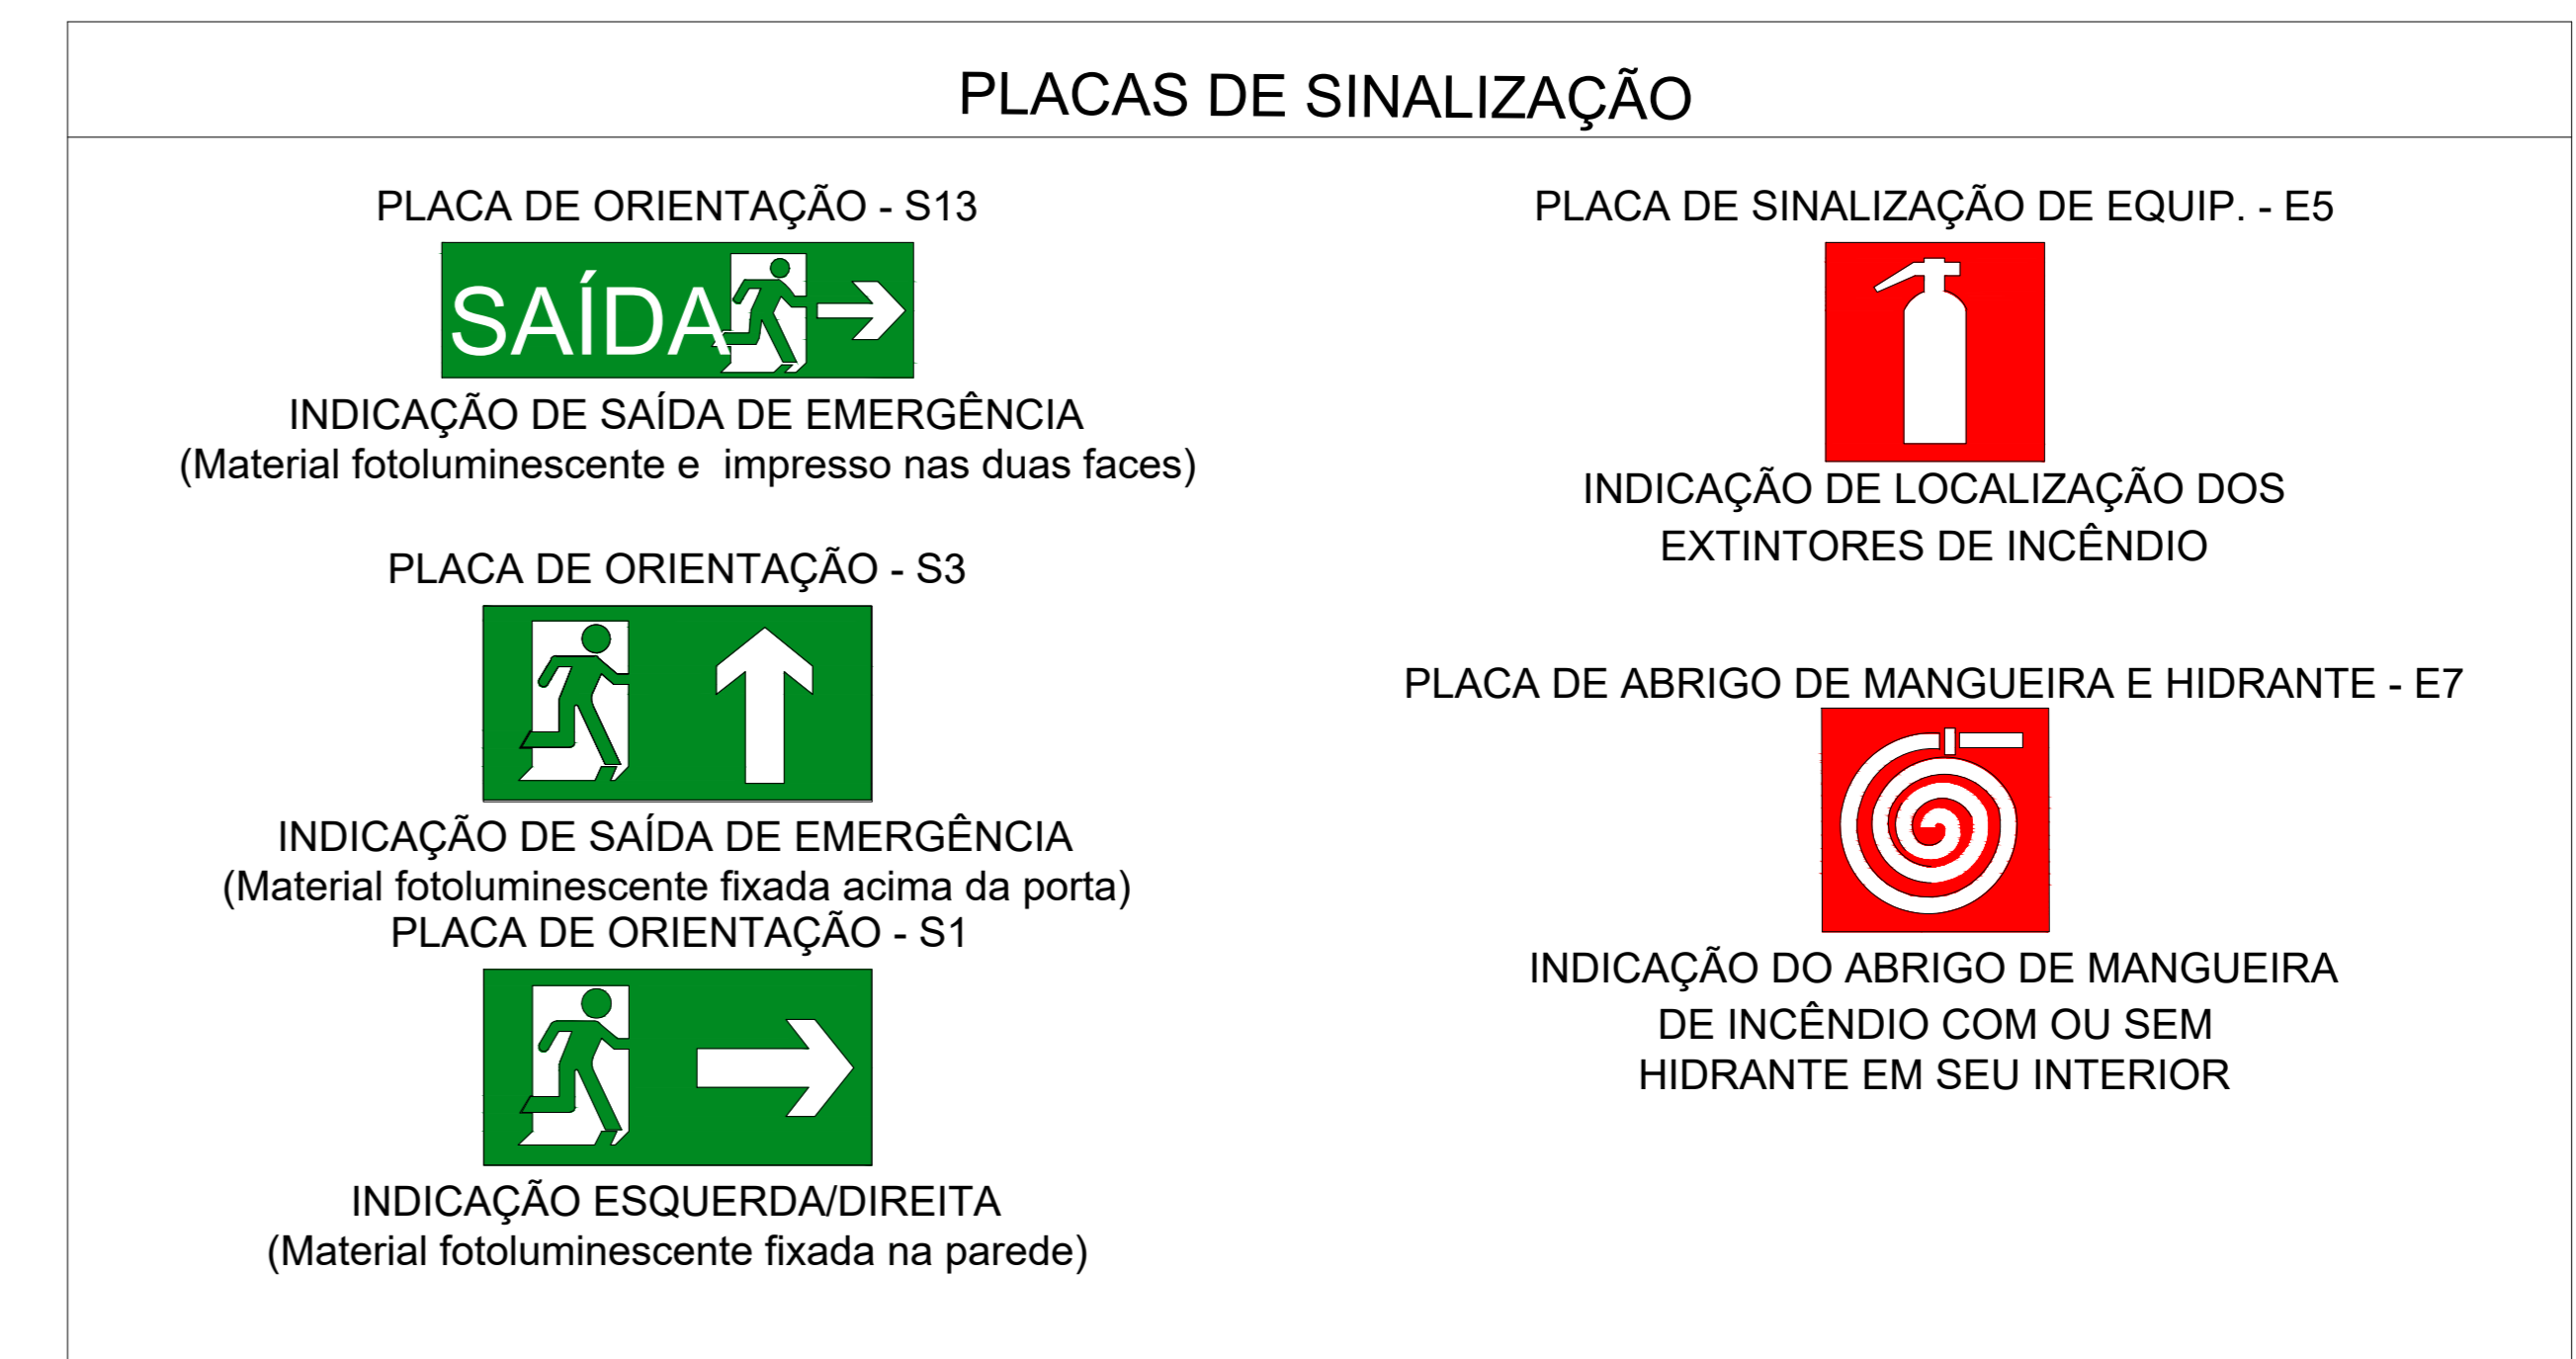 PLACAS DE SINALIZAÇÃO
PLACA DE ORIENTAÇÃO - S13
SAÍDA
INDICAÇÃO DE SAÍDA DE EMERGÊNCIA
(Material fotoluminescente e  impresso nas duas faces)
PLACA DE ORIENTAÇÃO - S3
INDICAÇÃO DE SAÍDA DE EMERGÊNCIA
(Material fotoluminescente fixada acima da porta)
PLACA DE ORIENTAÇÃO - S1
INDICAÇÃO ESQUERDA/DIREITA
(Material fotoluminescente fixada na parede)
PLACA DE SINALIZAÇÃO DE EQUIP. - E5
INDICAÇÃO DE LOCALIZAÇÃO DOS
EXTINTORES DE INCÊNDIO
PLACA DE ABRIGO DE MANGUEIRA E HIDRANTE - E7
INDICAÇÃO DO ABRIGO DE MANGUEIRA
DE INCÊNDIO COM OU SEM
HIDRANTE EM SEU INTERIOR